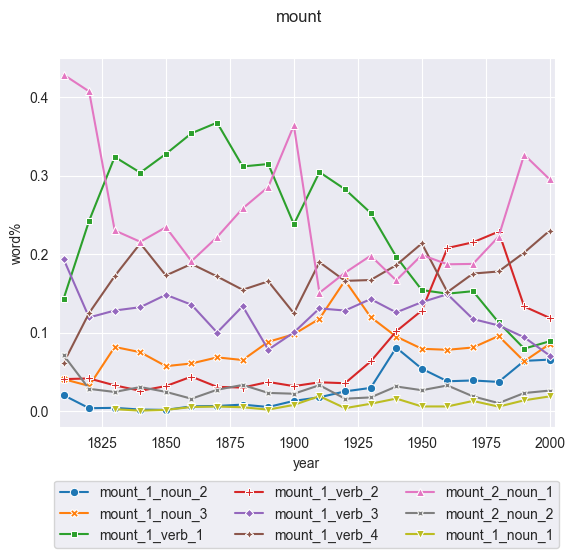 mount
word%
0.4
0.3
0.2
0.1
0.0
1825 1850 1875 1900 1925 1950 1975 2000
year
mount_1_noun_2 mount_1_verb_2 mount_2_noun_1
mount_1_noun_3 mount_1_verb_3 mount_2_noun_2
mount_1_verb_1 mount_1_verb_4 mount_1_noun_1